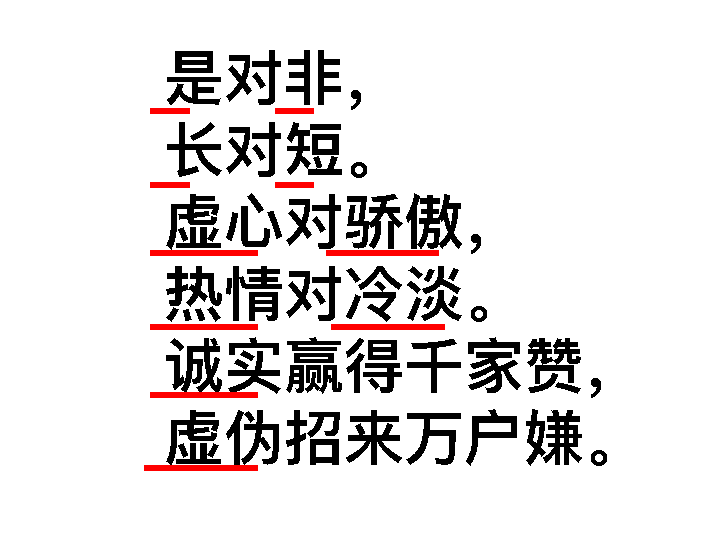 是对非，
长对短。
虚心对骄傲，
热情对冷淡。
诚实赢得千家赞，
虚伪招来万户嫌。